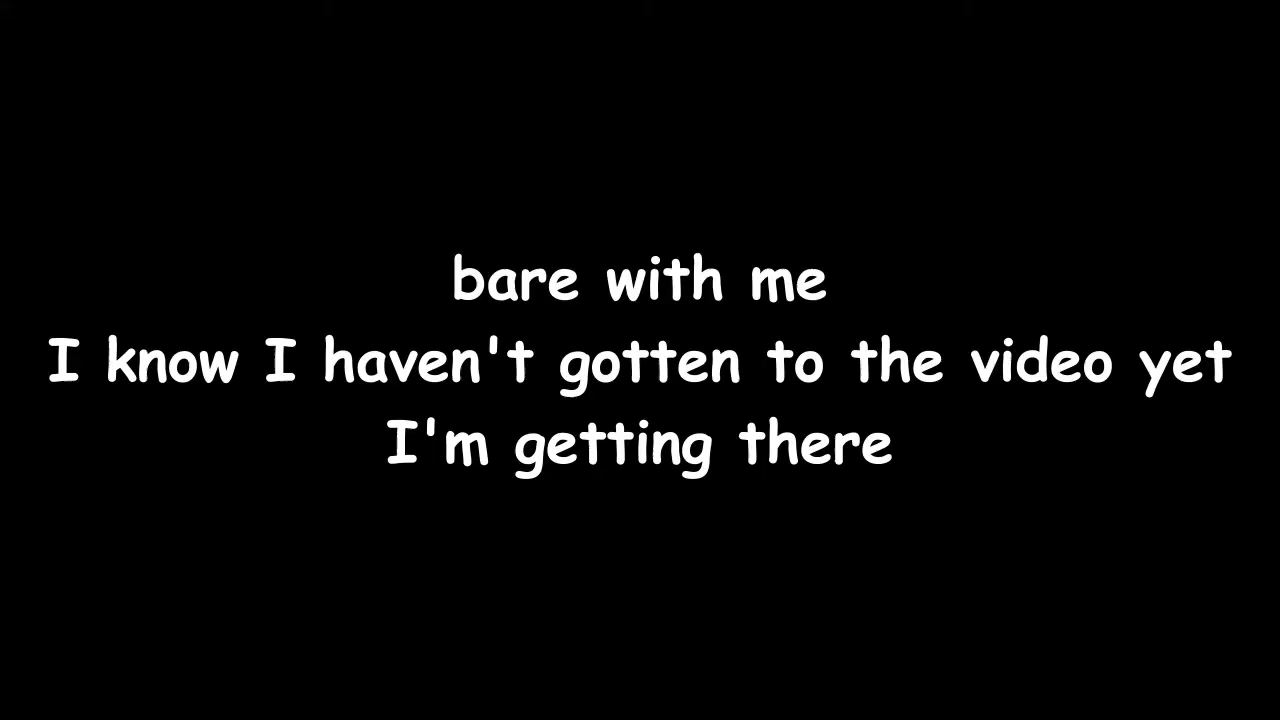 bare with me
I know I haven't gotten to the video yet
I'm getting there